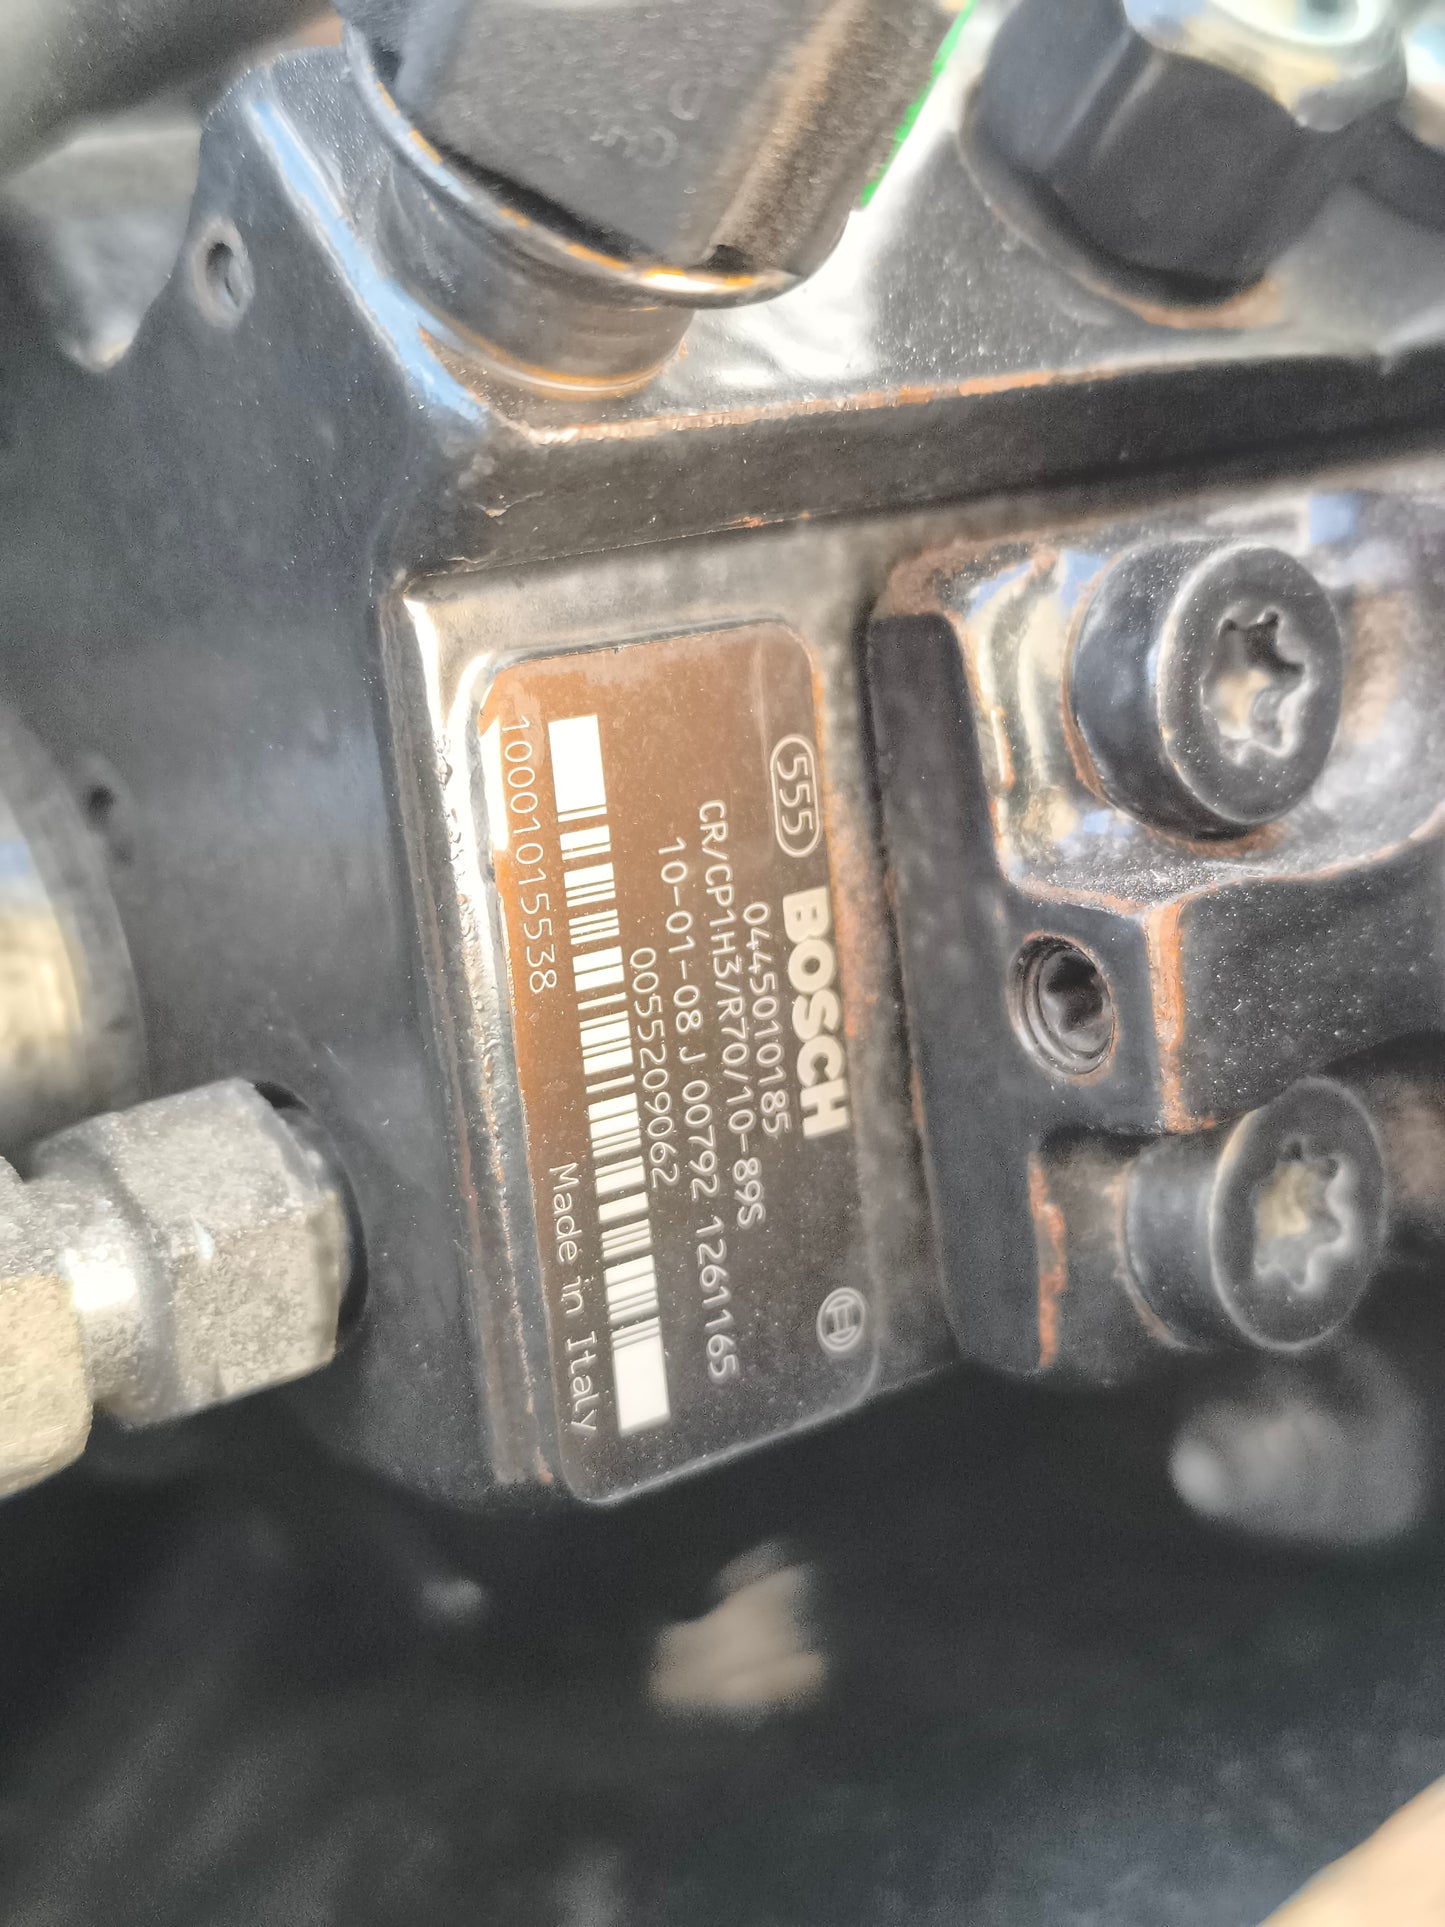 555 BOSCH
0445010185
CR/CP1H3/R70/10-89S
10-01-08 J 00792 1261165
0055209062
10001015538 Made in Italy